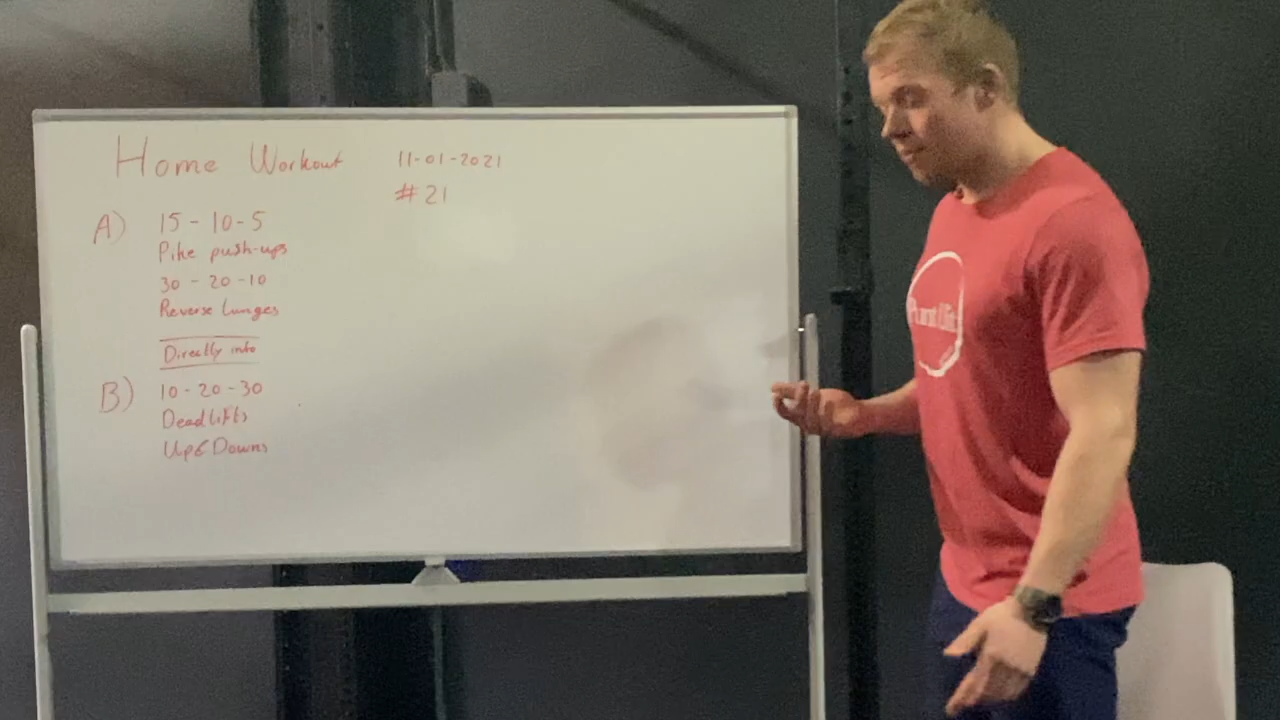 Home Workout
11-01-2021
#21
A) 15 - 10 - 5
Pike push-ups
30 - 20 - 10
Reverse Lunges
Directly into
B) 10 - 20 - 30
Deadlifts
Up&Downs